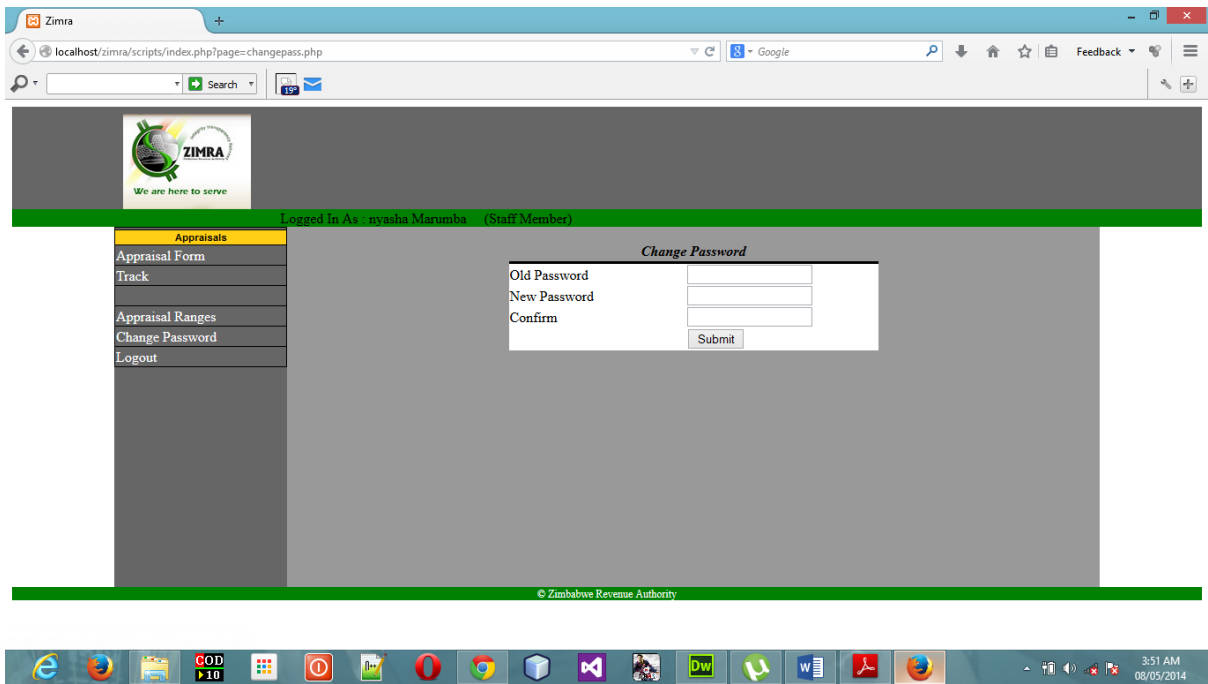 Zimra
localhost/zimra/scripts/index.php?page=changepass.php
Google
Feedback
Search
19°
ZIMRA
We are here to serve
Logged In As : nyasha Marumba (Staff Member)
Appraisals
Appraisal Form
Track
Appraisal Ranges
Change Password
Logout
Change Password
Old Password
New Password
Confirm
Submit
© Zimbabwe Revenue Authority
COD
10
Dw
3:51 AM
08/05/2014